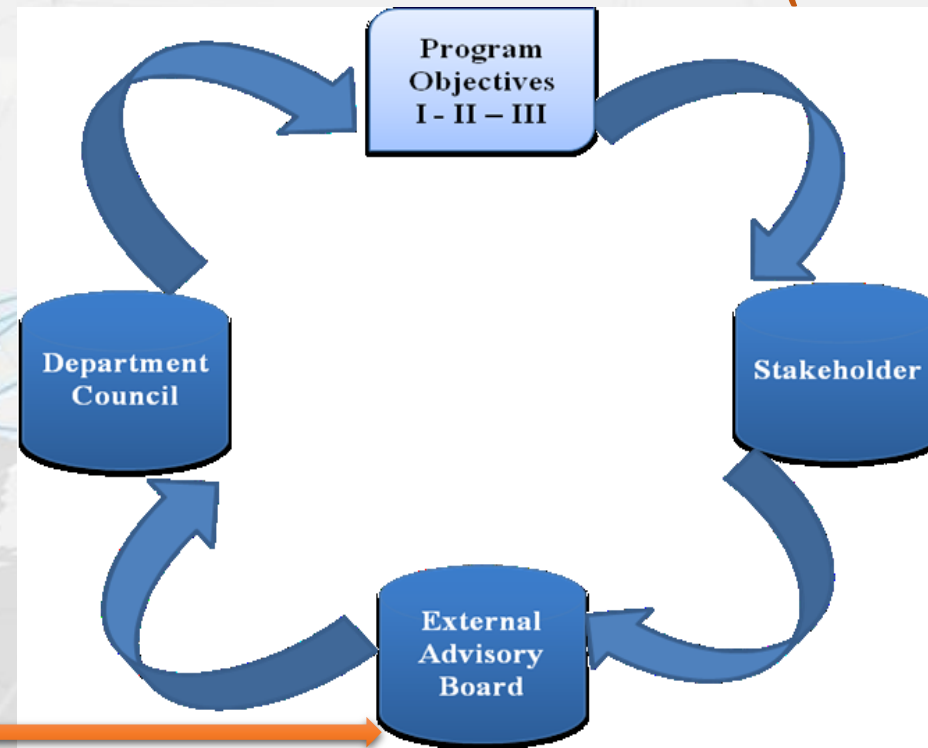 Program
Objectives
I - II – III
Department
Council
Stakeholder
External
Advisory
Board